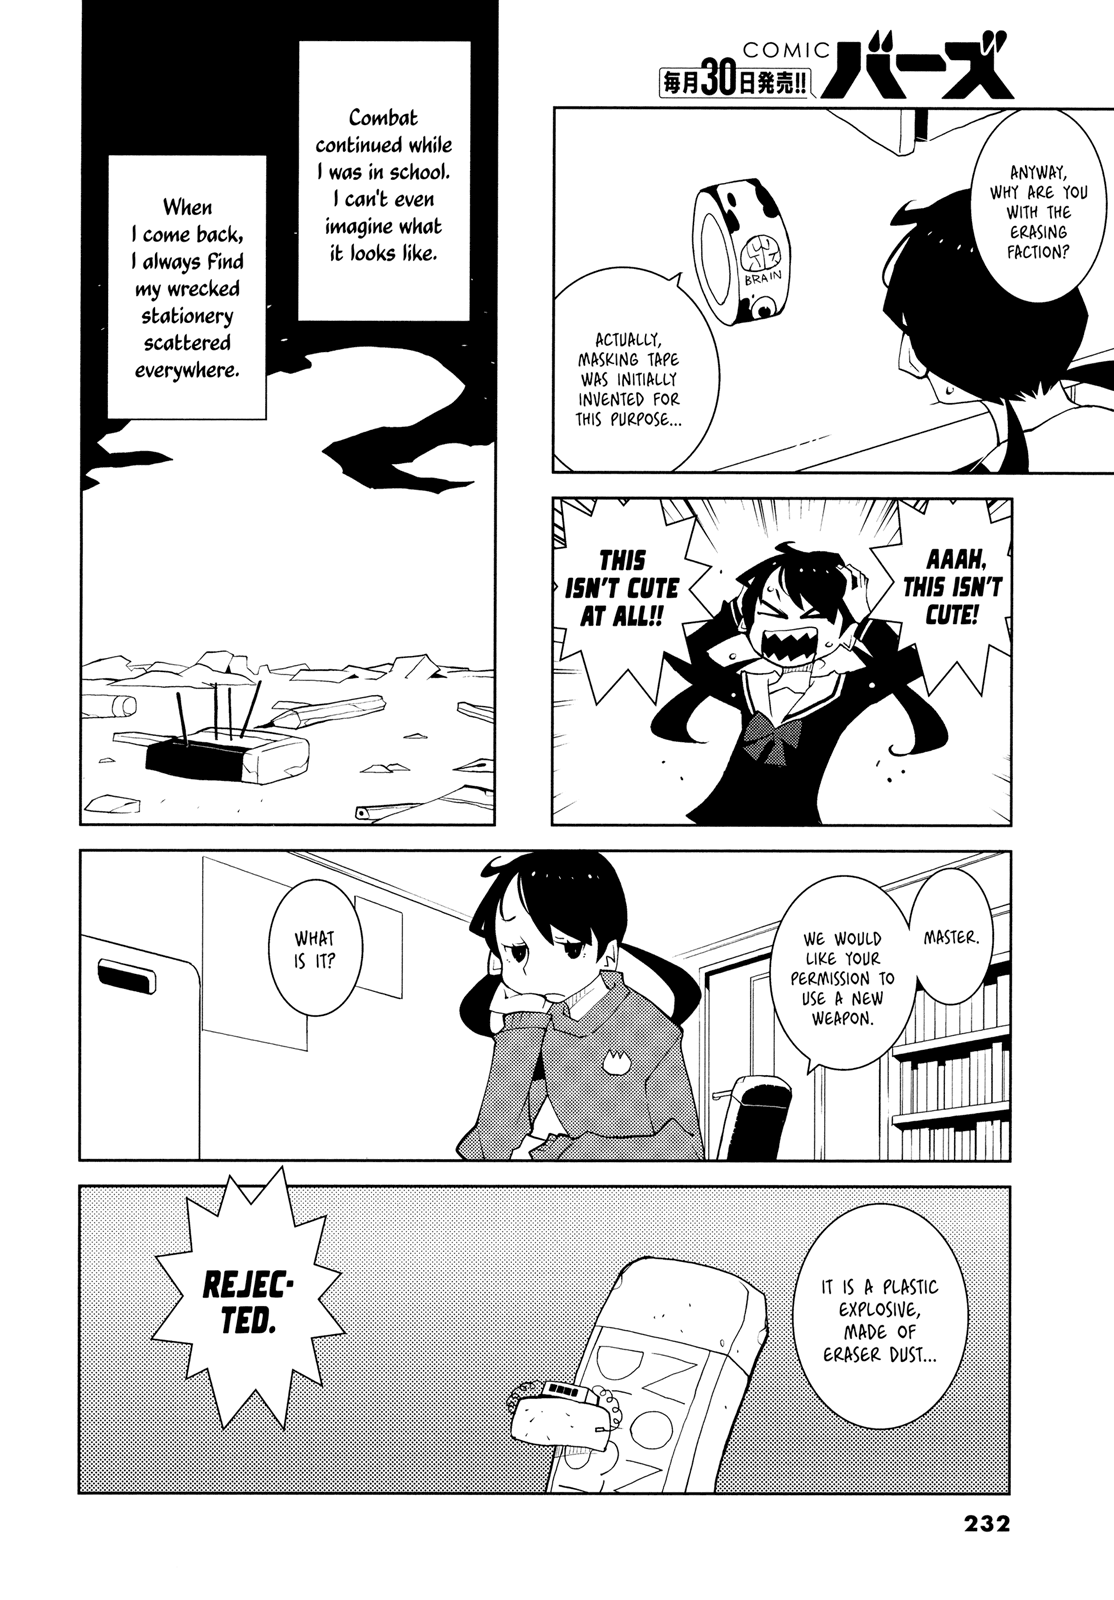 COMIC バーズ
毎月30日発売!!
ANYWAY,
WHY ARE YOU
WITH THE
ERASING
FACTION?
BRAIN
ACTUALLY,
MASKING TAPE
WAS INITIALLY
INVENTED FOR
THIS PURPOSE...
AAAH,
THIS ISN'T
CUTE!
THIS
ISN'T CUTE
AT ALL!!
Combat
continued while
I was in school.
I can't even
imagine what
it looks like.
When
I come back,
I always find
my wrecked
stationery
scattered
everywhere.
MASTER.
WE WOULD
LIKE YOUR
PERMISSION TO
USE A NEW
WEAPON.
WHAT
IS IT?
IT IS A PLASTIC
EXPLOSIVE,
MADE OF
ERASER DUST...
REJEC-
TED.
232